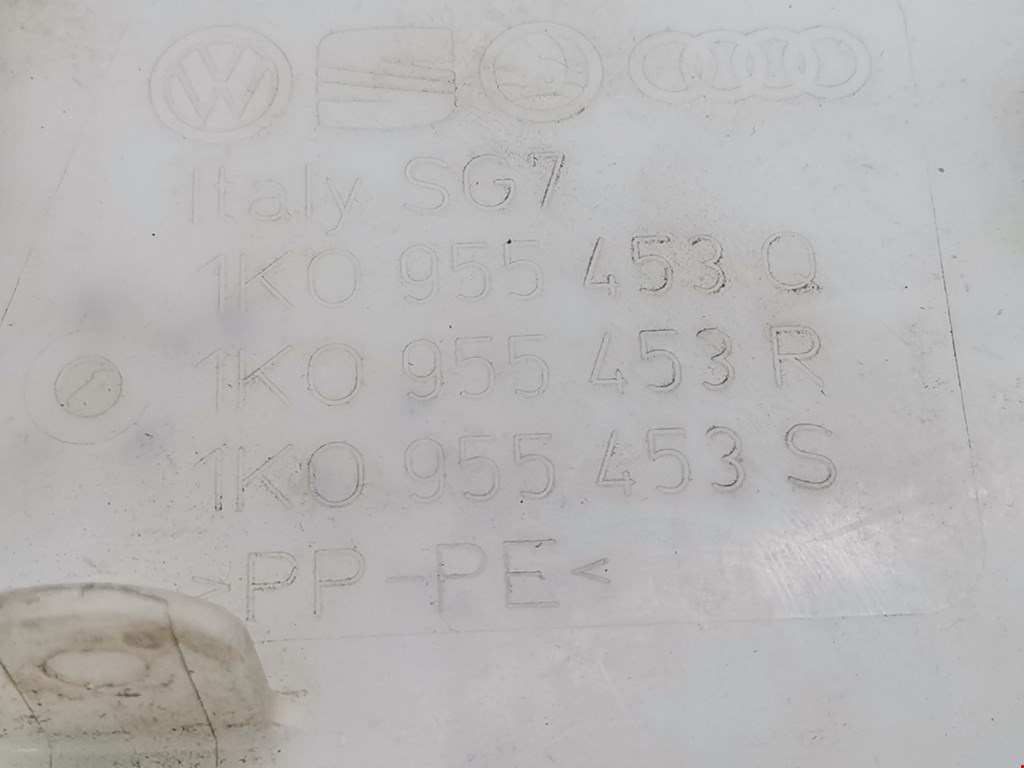 Italy SG7
1K0 955 453 Q
1K0 955 453 R
1K0 955 453 S
>PP-PE<